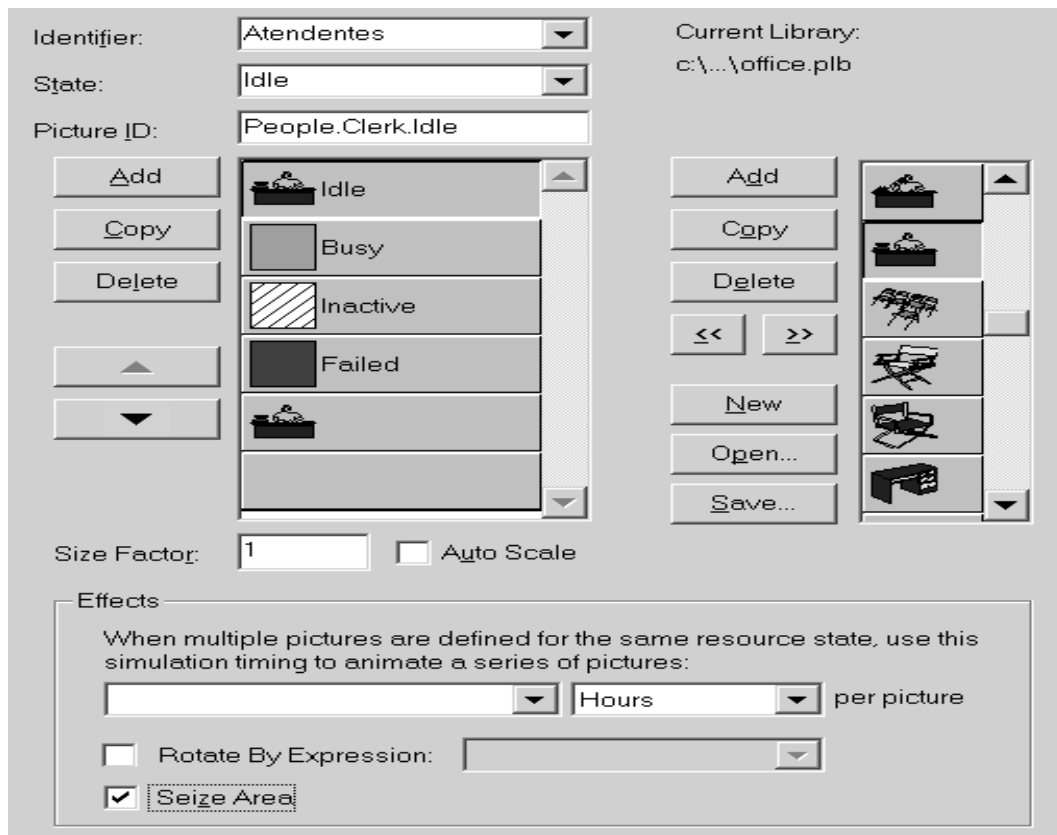 Identifier:
Atendentes
Current Library:
c:\...\office.plb
State:
Idle
Picture ID:
People.Clerk.Idle
Add
Copy
Delete
Idle
Busy
Inactive
Failed
Add
Copy
Delete
<< >>
New
Open...
Save...
Size Factor:
1
Auto Scale
Effects
When multiple pictures are defined for the same resource state, use this
simulation timing to animate a series of pictures:
Hours
per picture
Rotate By Expression:
Seize Area